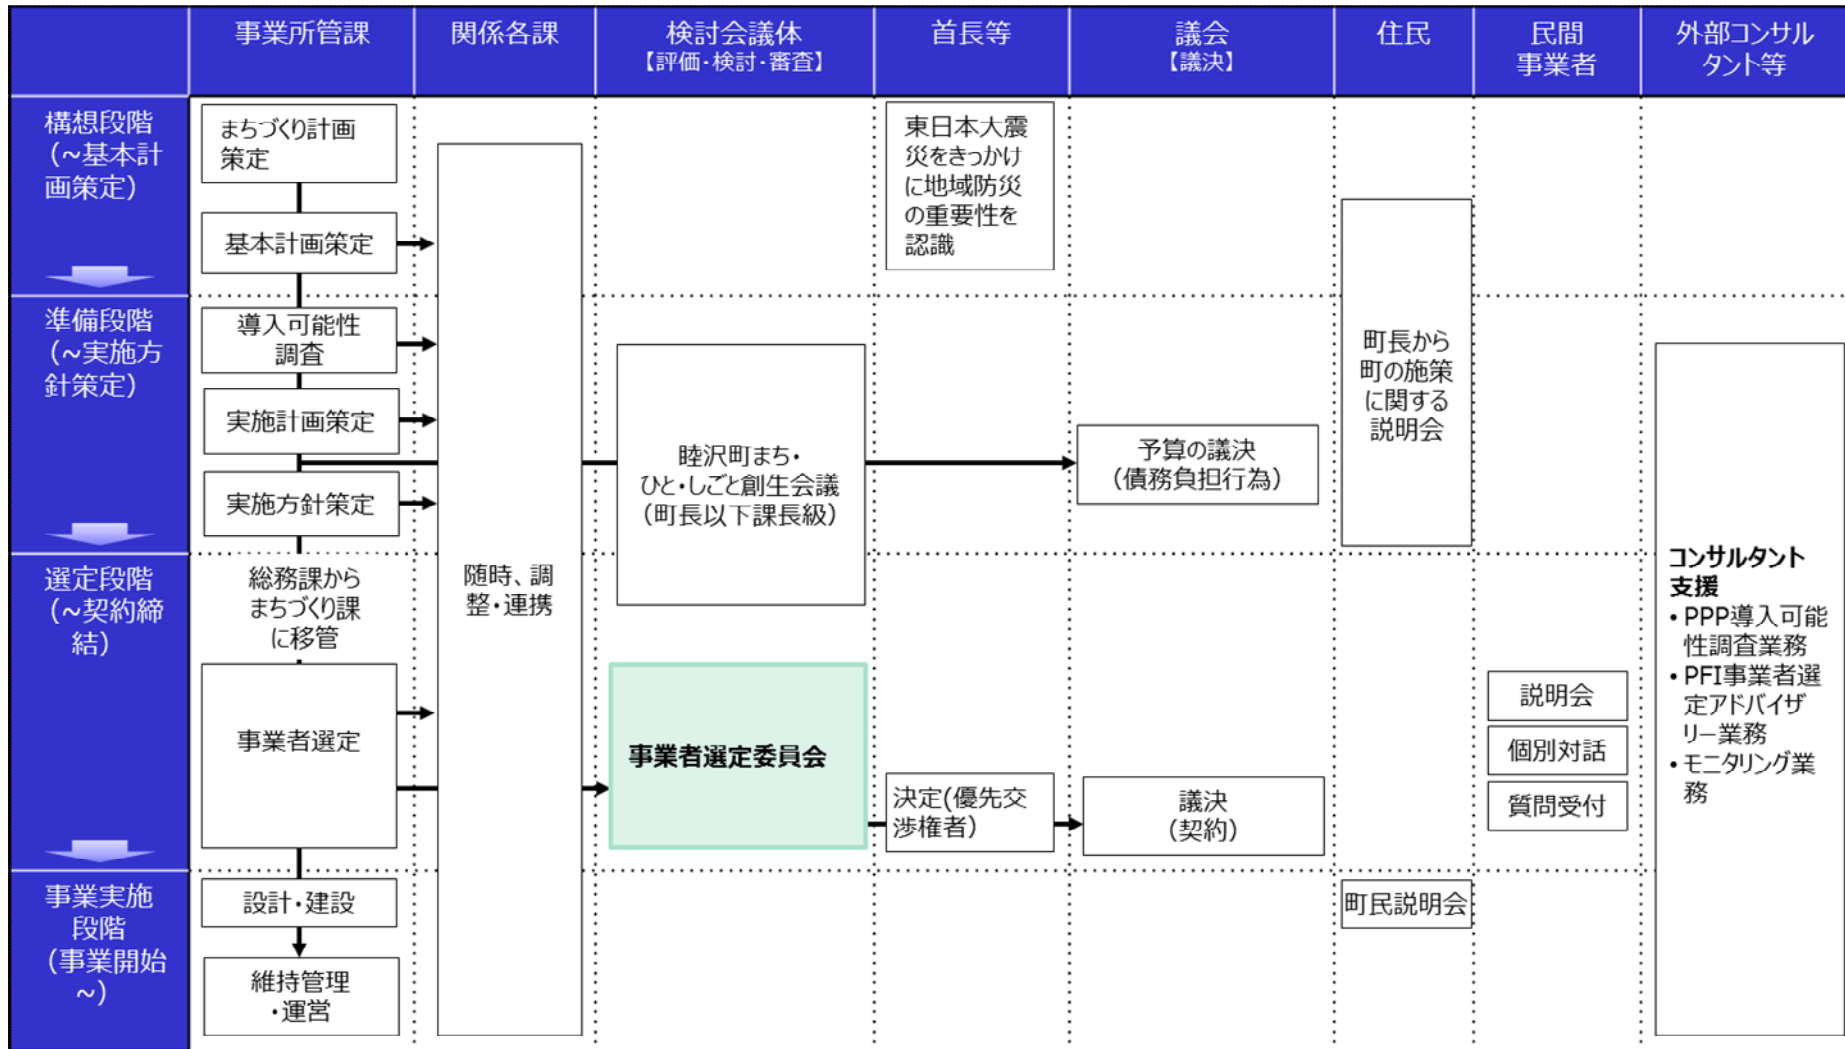 事業所管課
関係各課
検討会議体
【評価・検討・審査】
首長等
議会
【議決】
住民
民間
事業者
外部コンサル
タント等
構想段階
(~基本計
画策定)
まちづくり計画
策定
基本計画策定
東日本大震
災をきっかけ
に地域防災
の重要性を
認識
準備段階
(~実施方
針策定)
導入可能性
調査
実施計画策定
実施方針策定
随時、調
整・連携
睦沢町まち・
ひと・しごと創生会議
(町長以下課長級)
予算の議決
(債務負担行為)
町長から
町の施策
に関する
説明会
選定段階
(~契約締
結)
総務課から
まちづくり課
に移管
事業者選定
事業者選定委員会
決定(優先交
渉権者)
議決
(契約)
説明会
個別対話
質問受付
コンサルタント
支援
• PPP導入可能
性調査業務
• PFI事業者選
定アドバイザ
リー業務
• モニタリング業
務
事業実施
段階
(事業開始
~)
設計・建設
維持管理
・運営
町民説明会